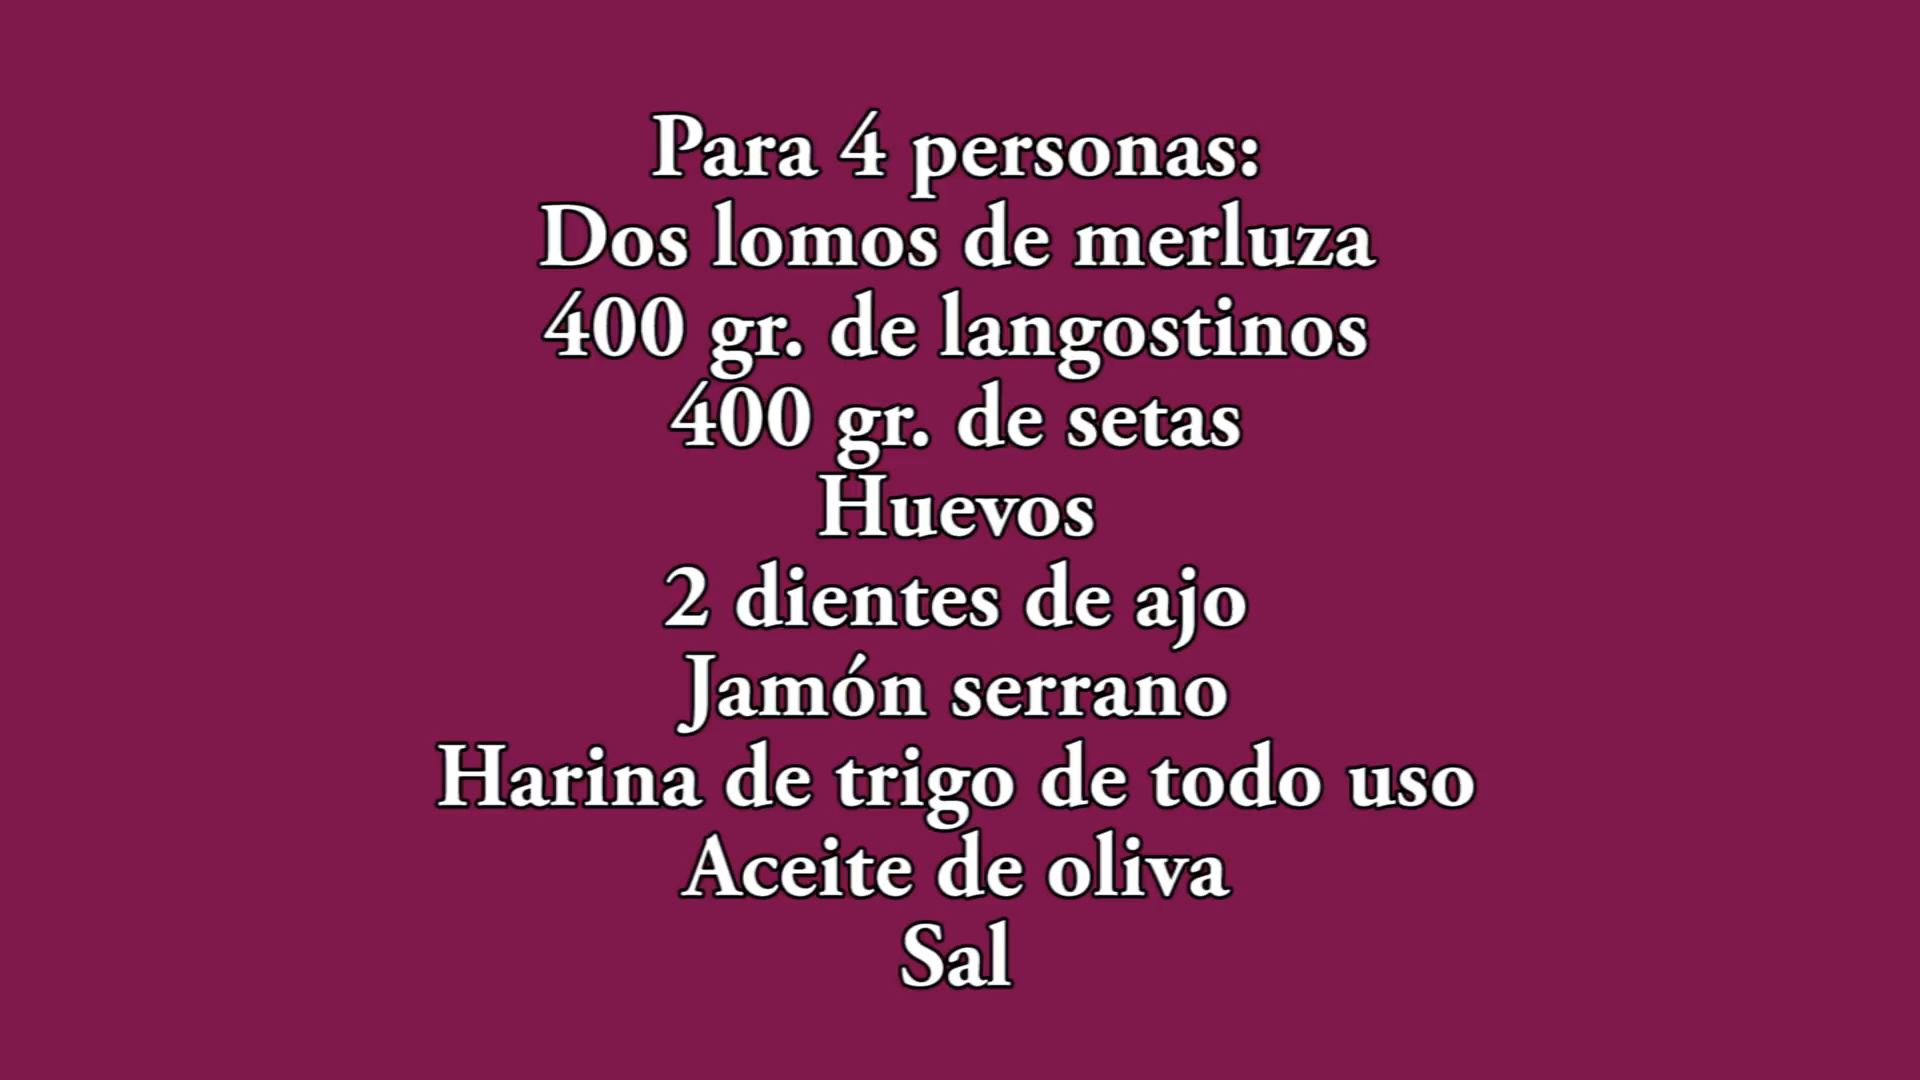 Para 4 personas:
Dos lomos de merluza
400 gr. de langostinos
400 gr. de setas
Huevos
2 dientes de ajo
Jamón serrano
Harina de trigo de todo uso
Aceite de oliva
Sal